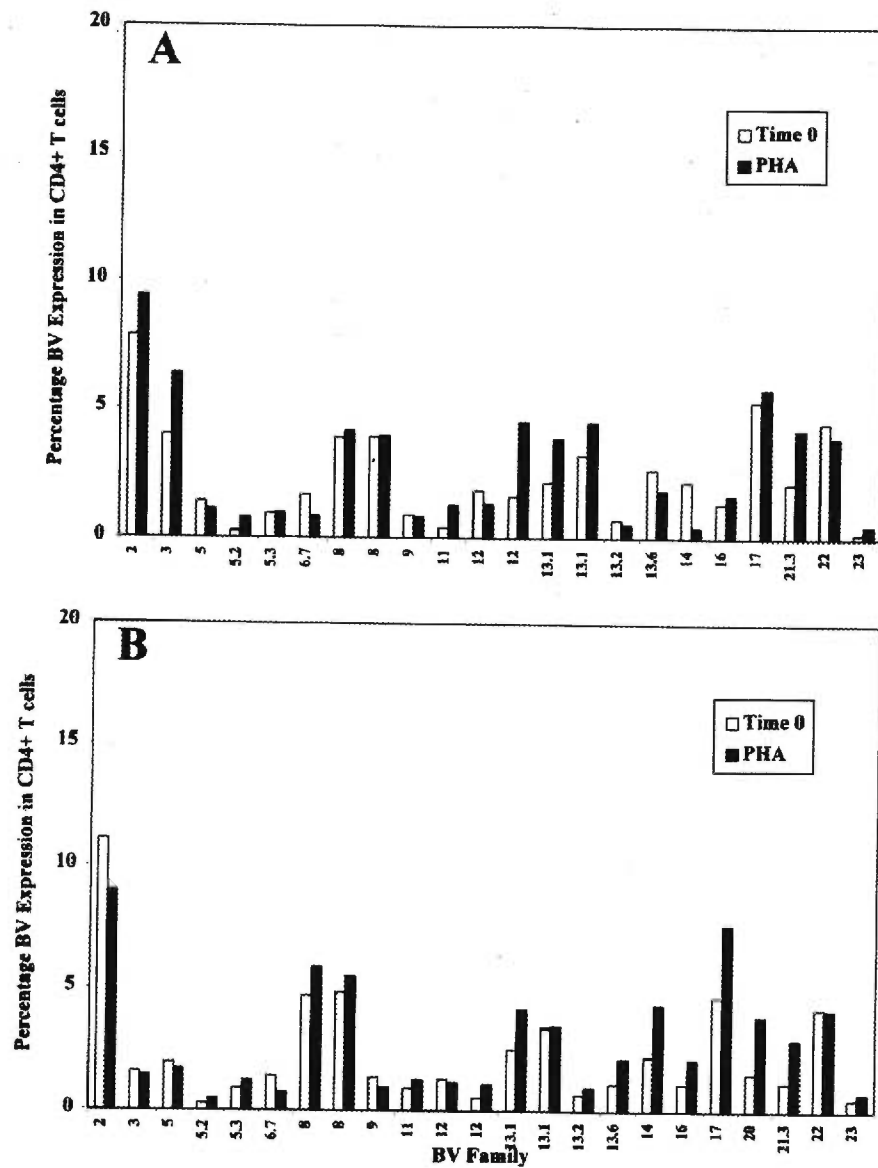 A
Percentage BV Expression in CD4+ T cells
20
15
10
5
0
Time 0
PHA
2 3 5 5.2 5.3 6.7 8 8 9 11 12 12 13.1 13.1 13.2 13.6 14 16 17 21.3 22 23
B
Percentage BV Expression in CD4+ T cells
20
15
10
5
0
Time 0
PHA
2 3 5 5.2 5.3 6.7 8 8 9 11 12 12 13.1 13.1 13.2 13.6 14 16 17 20 21.3 22 23
BV Family